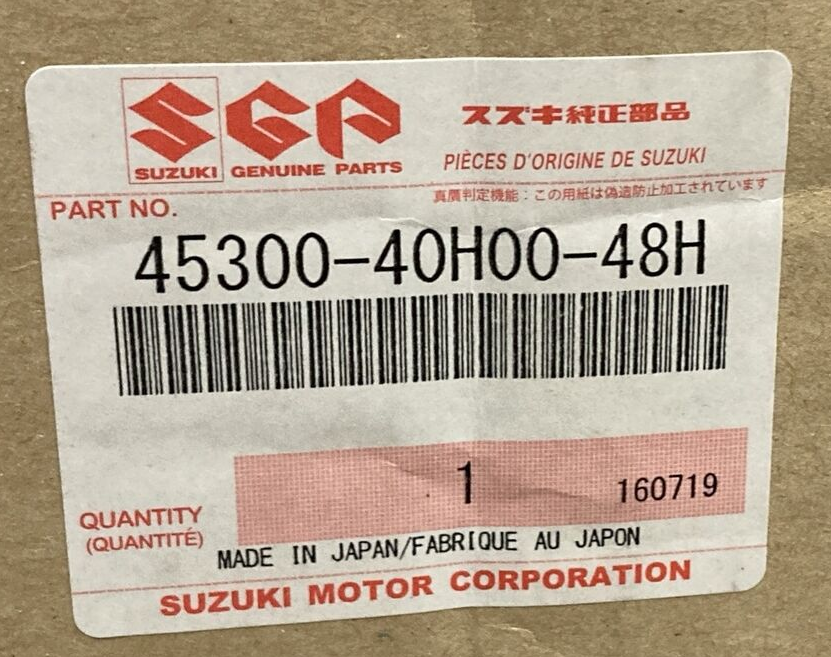 SGP
スズキ純正部品
SUZUKI GENUINE PARTS
PIÈCES D'ORIGINE DE SUZUKI
真贋判定機能:この用紙は偽造防止加工されています
PART NO.
45300-40H00-48H
1
160719
QUANTITY
(QUANTITÉ)
MADE IN JAPAN/FABRIQUE AU JAPON
SUZUKI MOTOR CORPORATION